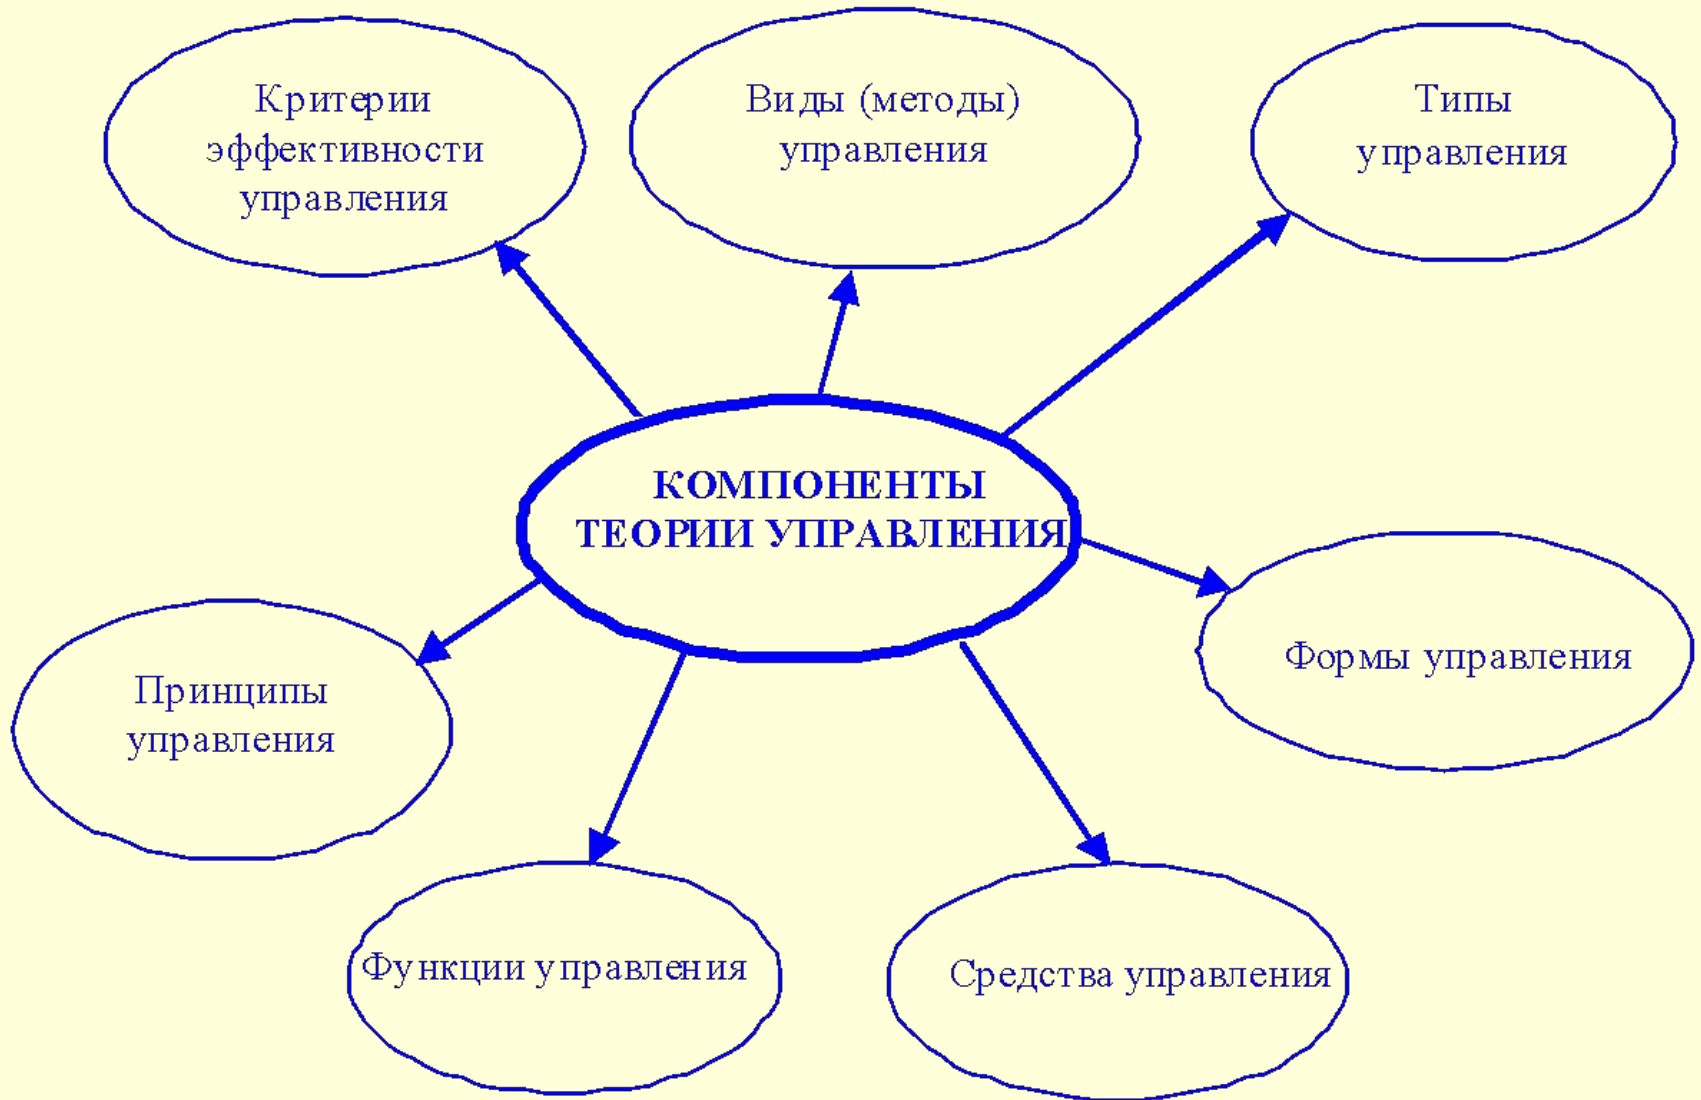 Критерии
эффективности
управления
Виды (методы)
управления
Типы
управления
КОМПОНЕНТЫ
ТЕОРИИ УПРАВЛЕНИЯ
Формы управления
Принципы
управления
Функции управления
Средства управления